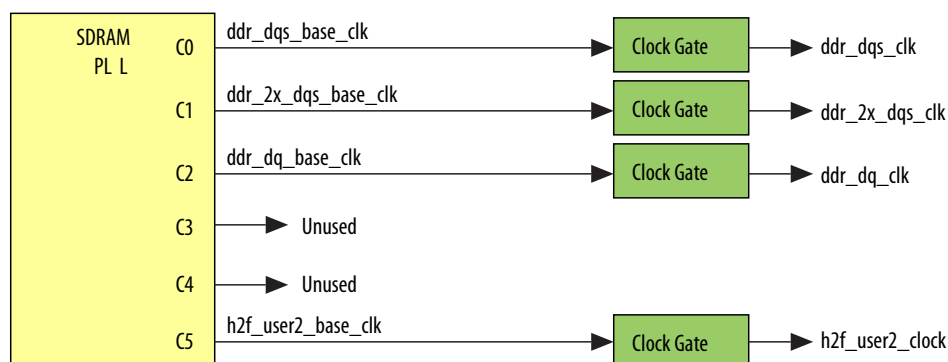 SDRAM
PL L
C0
ddr_dqs_base_clk
Clock Gate
ddr_dqs_clk
C1
ddr_2x_dqs_base_clk
Clock Gate
ddr_2x_dqs_clk
C2
ddr_dq_base_clk
Clock Gate
ddr_dq_clk
C3
Unused
C4
Unused
C5
h2f_user2_base_clk
Clock Gate
h2f_user2_clock